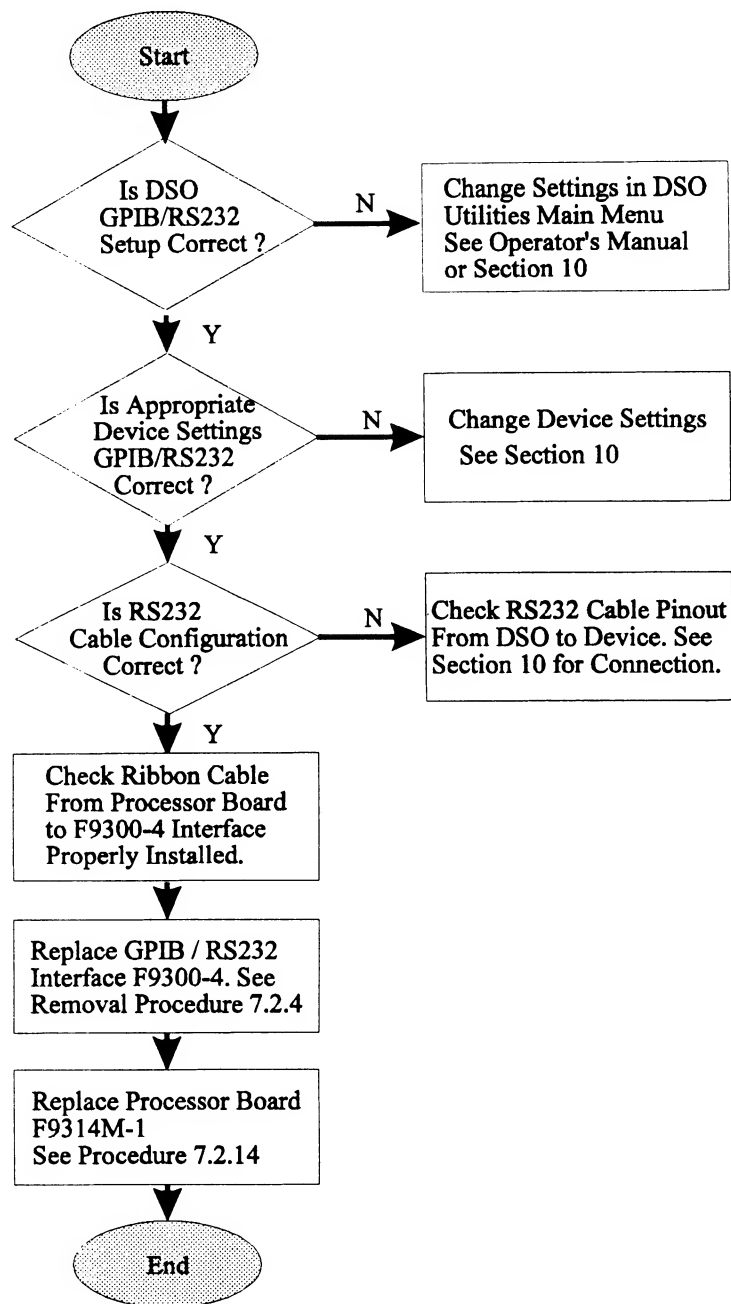 Start
Is DSO
GPIB/RS232
Setup Correct ?
N
Change Settings in DSO
Utilities Main Menu
See Operator's Manual
or Section 10
Y
Is Appropriate
Device Settings
GPIB/RS232
Correct ?
N
Change Device Settings
See Section 10
Y
Is RS232
Cable Configuration
Correct ?
N
Check RS232 Cable Pinout
From DSO to Device. See
Section 10 for Connection.
Y
Check Ribbon Cable
From Processor Board
to F9300-4 Interface
Properly Installed.
Replace GPIB / RS232
Interface F9300-4. See
Removal Procedure 7.2.4
Replace Processor Board
F9314M-1
See Procedure 7.2.14
End